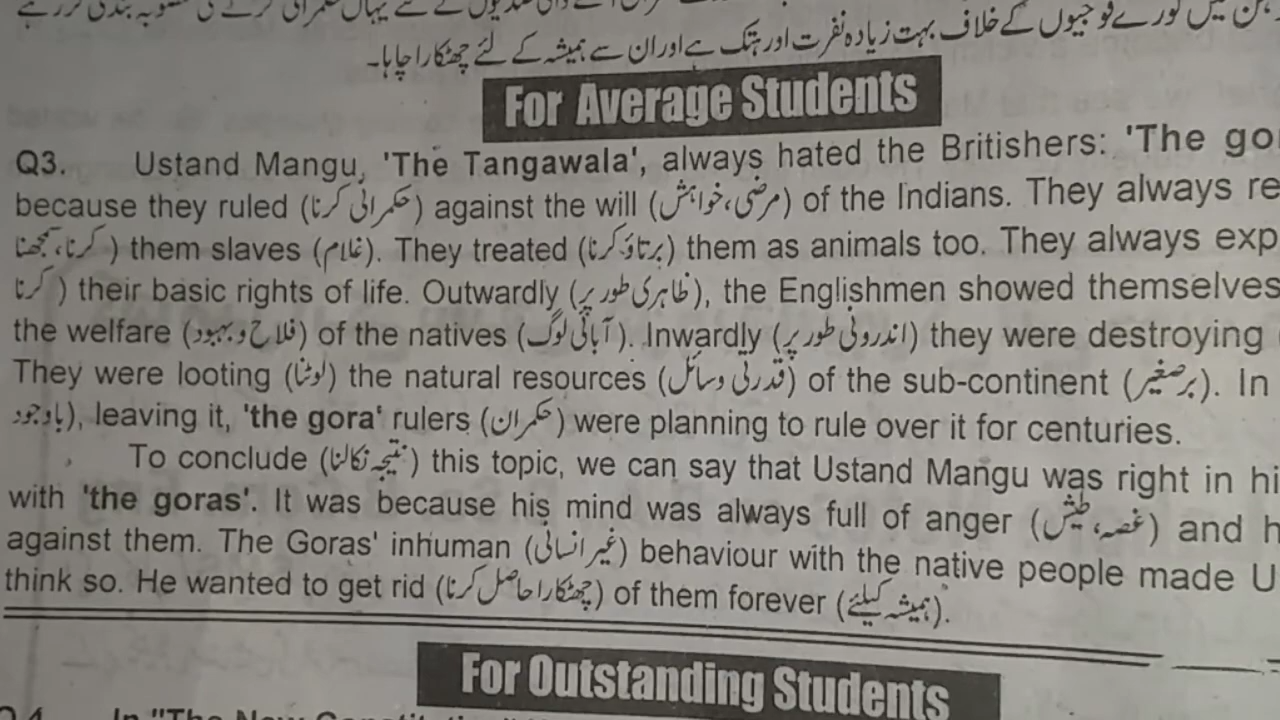 ہن میں گورے فوجیوں کے خلاف بہت زیادہ نفرت اور ہتک ہے اور ان سے ہمیشہ کے لئے چھٹکارا چاہا۔
For Average Students
Q3. Ustand Mangu, 'The Tangawala', always hated the Britishers: 'The go
because they ruled (حکمرانی کرنا) against the will (مرضی، خواہش) of the Indians. They always re
کرنا، سمجھنا) them slaves (غلام). They treated (برتاؤ کرنا) them as animals too. They always exp
کرنا) their basic rights of life. Outwardly (ظاہری طور پر), the Englishmen showed themselves
the welfare (فلاح و بہبود) of the natives (آبائی لوگ). Inwardly (اندرونی طور پر) they were destroying
They were looting (لوٹنا) the natural resources (قدرتی وسائل) of the sub-continent (برصغیر). In
باوجود), leaving it, 'the gora' rulers (حکمران) were planning to rule over it for centuries.
To conclude (نتیجہ نکالنا) this topic, we can say that Ustand Mangu was right in hi
with 'the goras'. It was because his mind was always full of anger (غصہ، طیش) and h
against them. The Goras' inhuman (غیر انسانی) behaviour with the native people made U
think so. He wanted to get rid (چھٹکارا حاصل کرنا) of them forever (ہمیشہ کیلئے).
For Outstanding Students
In "The New